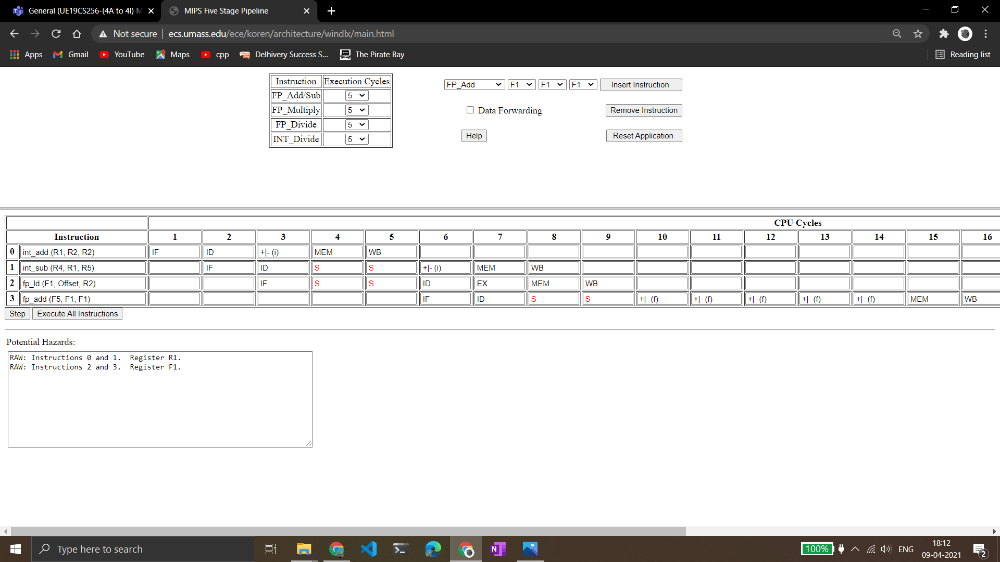 General (UE19CS256-(4A to 4I) M
MIPS Five Stage Pipeline
Not secure ecs.umass.edu/ece/koren/architecture/windlx/main.html
Apps Gmail YouTube Maps cpp Delhivery Success S... The Pirate Bay Reading list
Instruction Execution Cycles
FP_Add/Sub 5
FP_Multiply 5
FP_Divide 5
INT_Divide 5
FP_Add F1 F1 F1 Insert Instruction
Data Forwarding Remove Instruction
Help Reset Application
CPU Cycles
Instruction 1 2 3 4 5 6 7 8 9 10 11 12 13 14 15 16
0 int_add (R1, R2, R2) IF ID +|- (i) MEM WB
1 int_sub (R4, R1, R5) IF ID S S +|- (i) MEM WB
2 fp_ld (F1, Offset, R2) IF S S ID EX MEM WB
3 fp_add (F5, F1, F1) IF ID S S +|- (f) +|- (f) +|- (f) +|- (f) +|- (f) MEM WB
Step Execute All Instructions
Potential Hazards:
RAW: Instructions 0 and 1. Register R1.
RAW: Instructions 2 and 3. Register F1.
Type here to search
100% ENG 18:12
09-04-2021
2